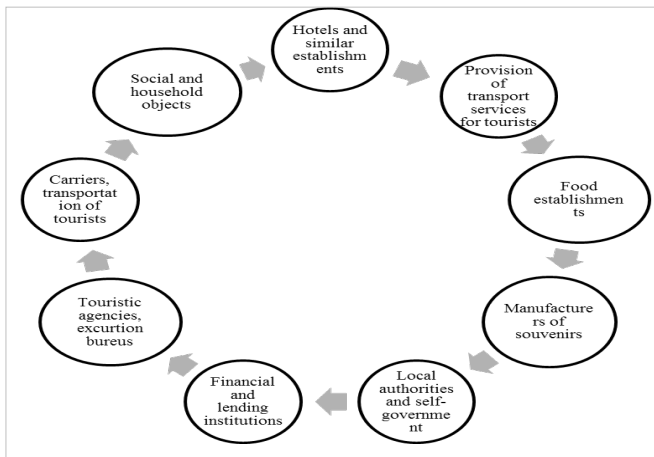 Hotels and
similar
establishm
ents
Provision
of
transport
services
for tourists
Food
establishmen
ts
Manufacture
rs of
souvenirs
Local
authorities
and self-
governme
nt
Financial
and
lending
institutions
Touristic
agencies,
excurtion
bureus
Carriers,
transportat
ion of
tourists
Social and
household
objects